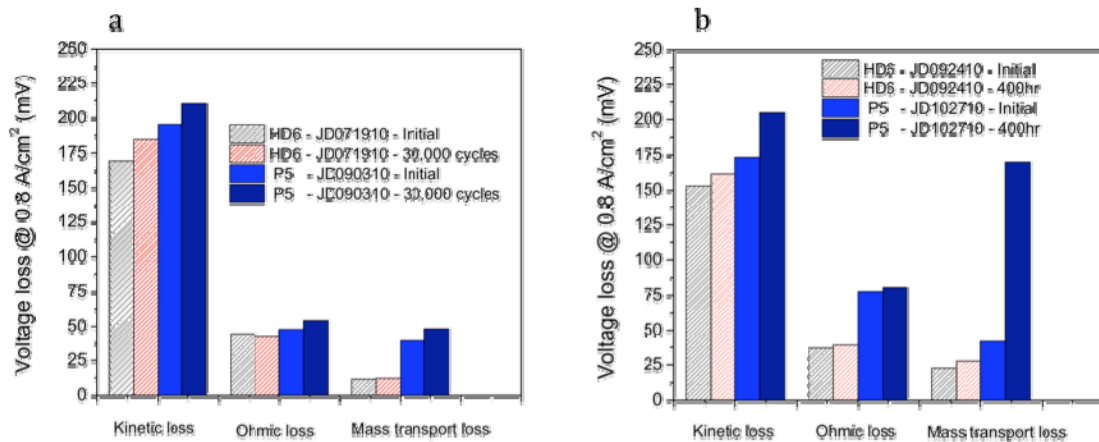 a
Voltage loss @ 0.8 A/cm² (mV)
250
225
200
175
150
125
100
75
50
25
0
HD6 - JD071910 - Initial
HD6 - JD071910 - 30,000 cycles
P5 - JD090310 - Initial
P5 - JD090310 - 30,000 cycles
Kinetic loss
Ohmic loss
Mass transport loss
b
Voltage loss @ 0.8 A/cm² (mV)
250
225
200
175
150
125
100
75
50
25
0
HD6 - JD092410 - Initial
HD6 - JD092410 - 400hr
P5 - JD102710 - Initial
P5 - JD102710 - 400hr
Kinetic loss
Ohmic loss
Mass transport loss